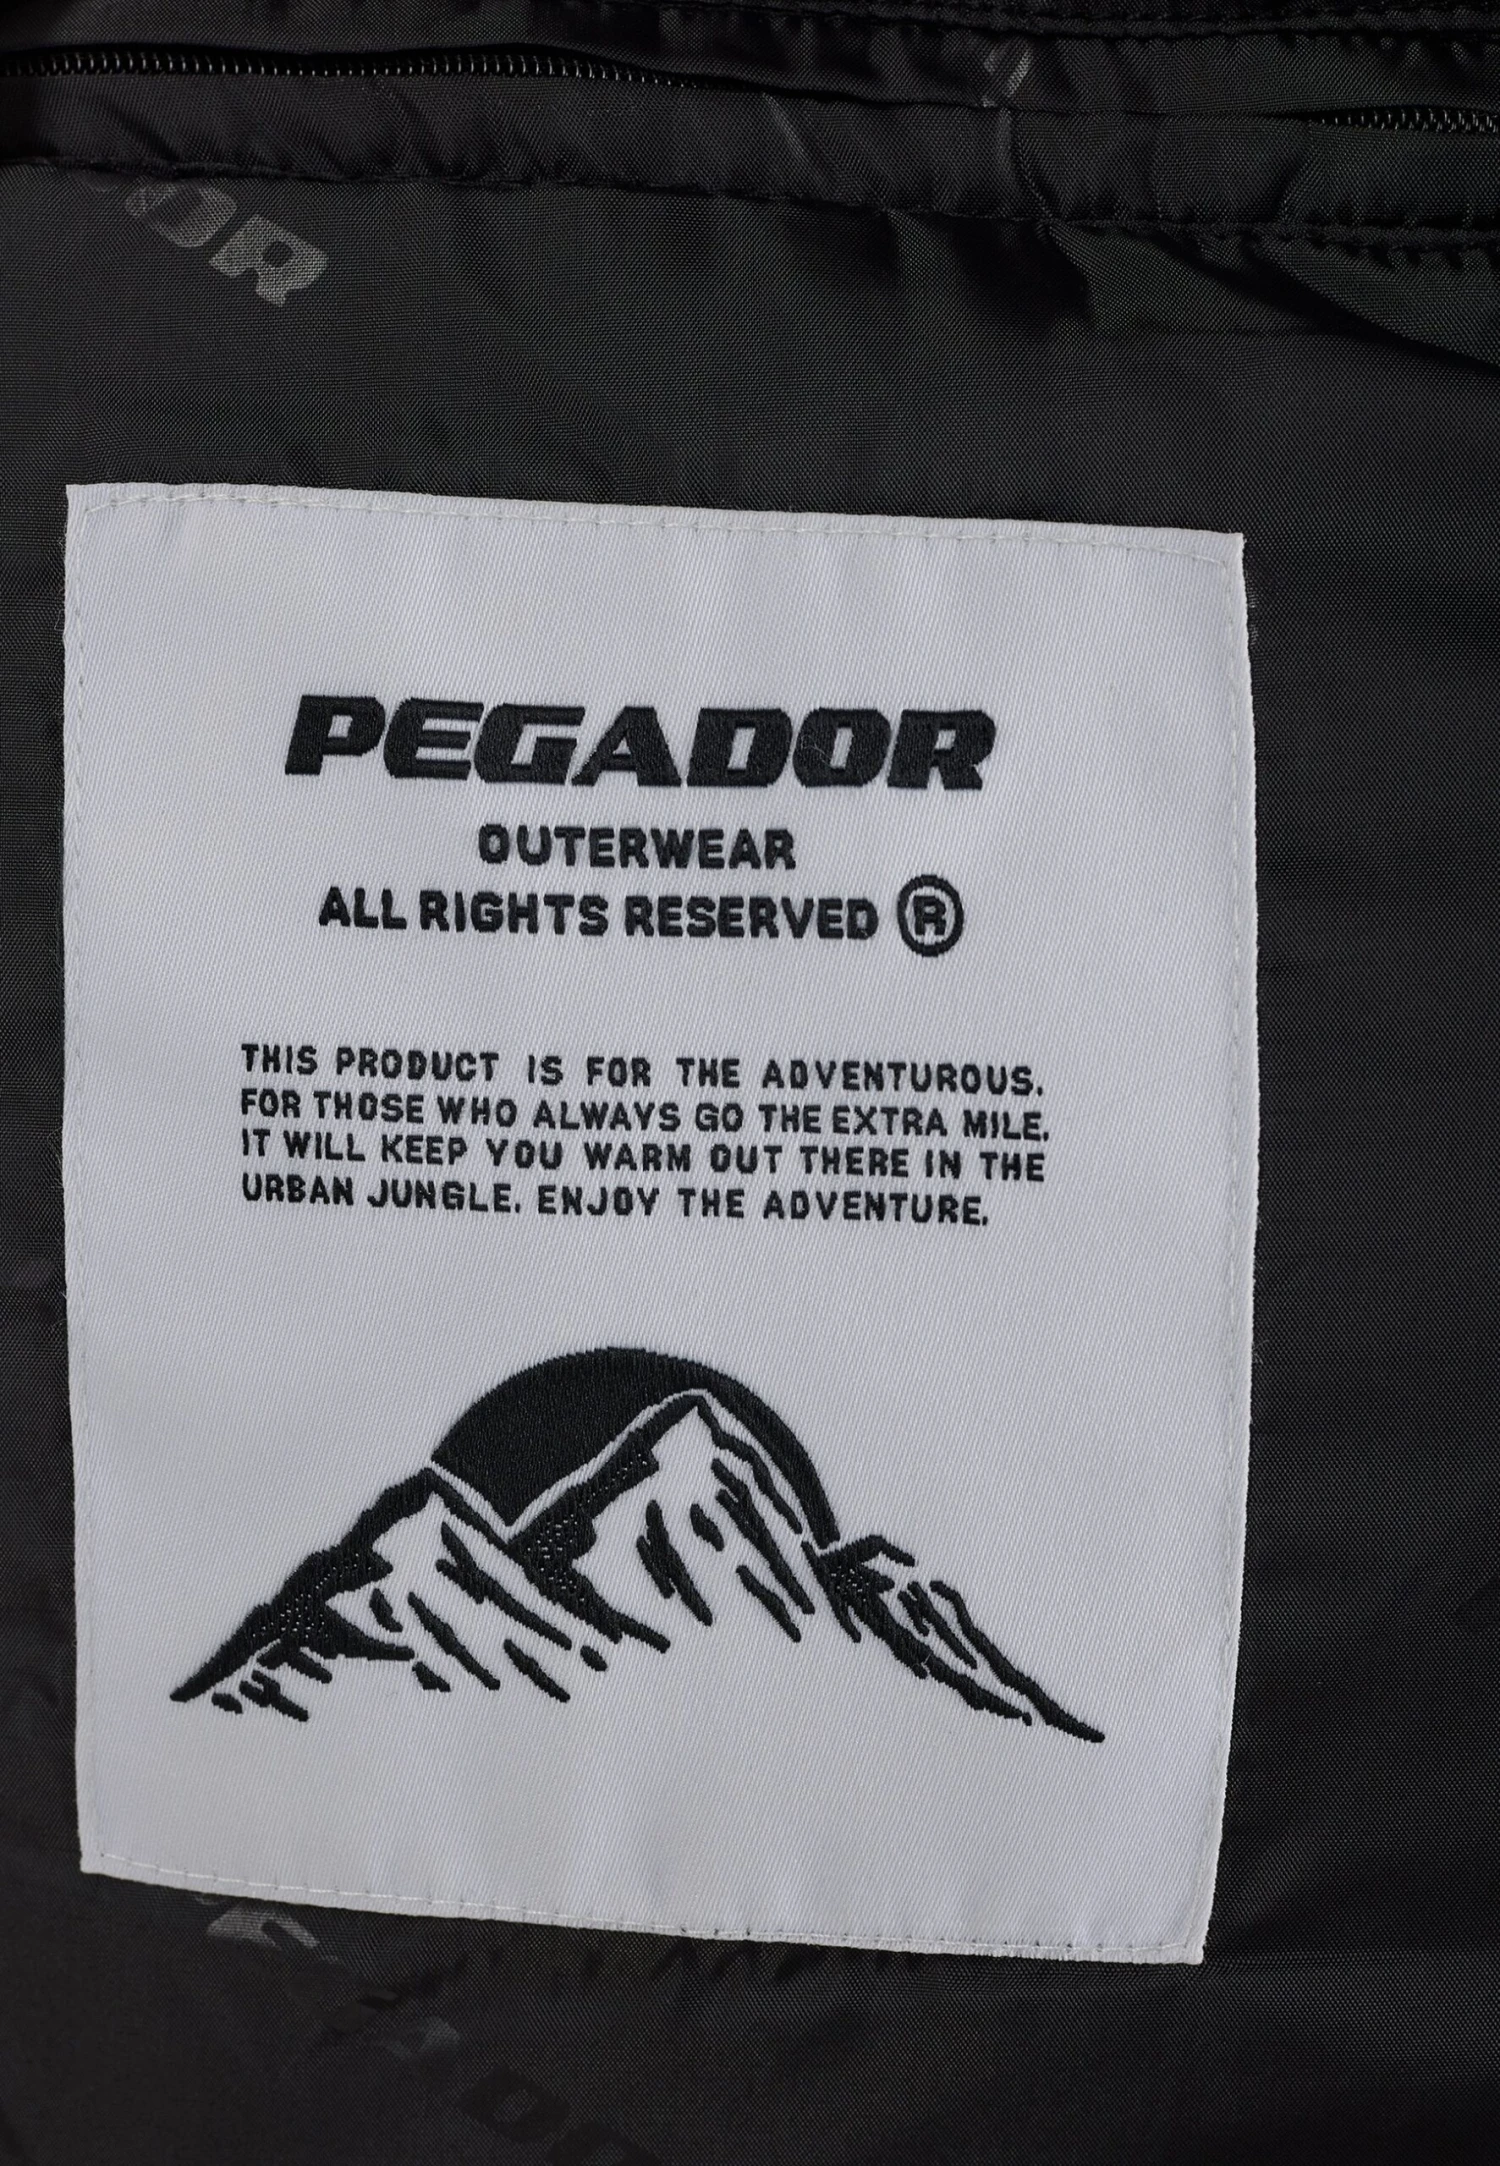 DOR
PEGADOR
OUTERWEAR
ALL RIGHTS RESERVED ®
THIS PRODUCT IS FOR THE ADVENTUROUS.
FOR THOSE WHO ALWAYS GO THE EXTRA MILE.
IT WILL KEEP YOU WARM OUT THERE IN THE
URBAN JUNGLE. ENJOY THE ADVENTURE.